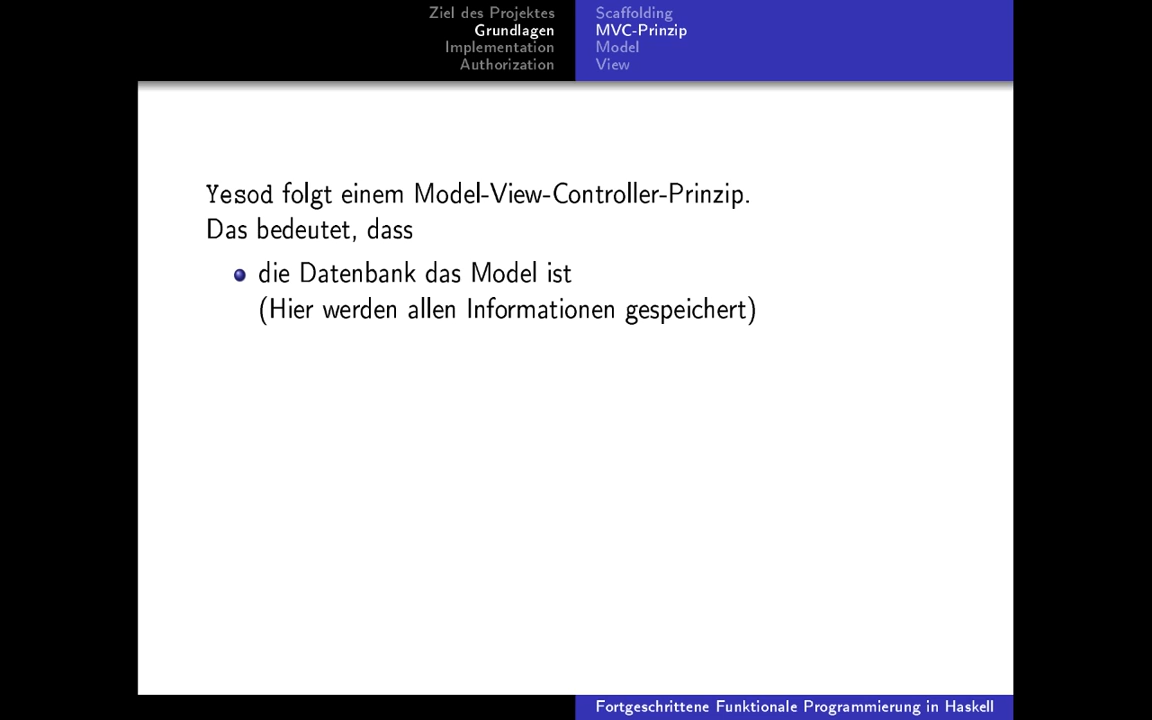 Ziel des Projektes
Grundlagen
Implementation
Authorization
Scaffolding
MVC-Prinzip
Model
View
Yesod folgt einem Model-View-Controller-Prinzip.
Das bedeutet, dass
die Datenbank das Model ist
(Hier werden allen Informationen gespeichert)
Fortgeschrittene Funktionale Programmierung in Haskell